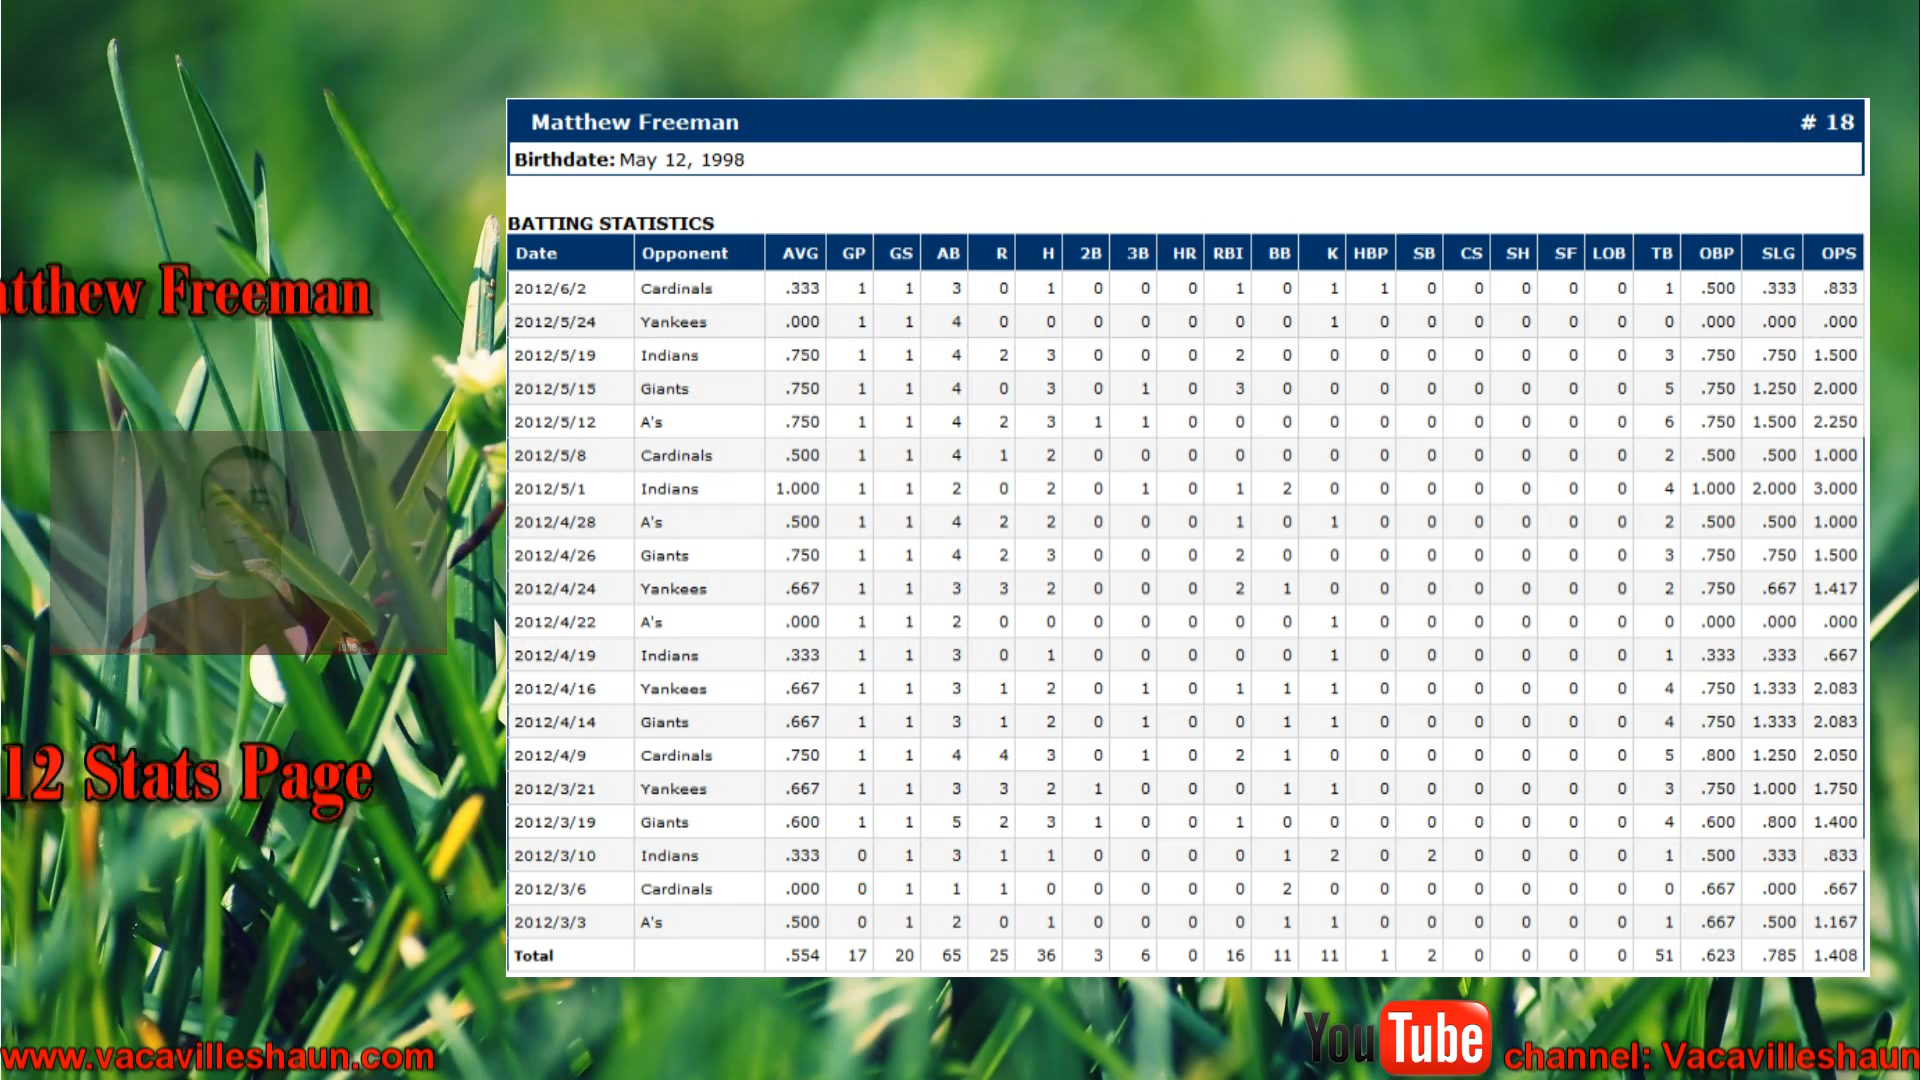 Matthew Freeman # 18
Birthdate: May 12, 1998
BATTING STATISTICS
Date Opponent AVG GP GS AB R H 2B 3B HR RBI BB K HBP SB CS SH SF LOB TB OBP SLG OPS
2012/6/2 Cardinals .333 1 1 3 0 1 0 0 0 1 0 1 1 0 0 0 0 0 1 .500 .333 .833
2012/5/24 Yankees .000 1 1 4 0 0 0 0 0 0 0 1 0 0 0 0 0 0 0 .000 .000 .000
2012/5/19 Indians .750 1 1 4 2 3 0 0 0 2 0 0 0 0 0 0 0 0 3 .750 .750 1.500
2012/5/15 Giants .750 1 1 4 0 3 0 1 0 3 0 0 0 0 0 0 0 0 5 .750 1.250 2.000
2012/5/12 A's .750 1 1 4 2 3 1 1 0 0 0 0 0 0 0 0 0 0 6 .750 1.500 2.250
2012/5/8 Cardinals .500 1 1 4 1 2 0 0 0 0 0 0 0 0 0 0 0 0 2 .500 .500 1.000
2012/5/1 Indians 1.000 1 1 2 0 2 0 1 0 1 2 0 0 0 0 0 0 0 4 1.000 2.000 3.000
2012/4/28 A's .500 1 1 4 2 2 0 0 0 1 0 1 0 0 0 0 0 0 2 .500 .500 1.000
2012/4/26 Giants .750 1 1 4 2 3 0 0 0 2 0 0 0 0 0 0 0 0 3 .750 .750 1.500
2012/4/24 Yankees .667 1 1 3 3 2 0 0 0 2 1 0 0 0 0 0 0 0 2 .750 .667 1.417
2012/4/22 A's .000 1 1 2 0 0 0 0 0 0 0 1 0 0 0 0 0 0 0 .000 .000 .000
2012/4/19 Indians .333 1 1 3 0 1 0 0 0 0 0 1 0 0 0 0 0 0 1 .333 .333 .667
2012/4/16 Yankees .667 1 1 3 1 2 0 1 0 1 1 1 0 0 0 0 0 0 4 .750 1.333 2.083
2012/4/14 Giants .667 1 1 3 1 2 0 1 0 0 1 1 0 0 0 0 0 0 4 .750 1.333 2.083
2012/4/9 Cardinals .750 1 1 4 4 3 0 1 0 2 1 0 0 0 0 0 0 0 5 .800 1.250 2.050
2012/3/21 Yankees .667 1 1 3 3 2 1 0 0 0 1 1 0 0 0 0 0 0 3 .750 1.000 1.750
2012/3/19 Giants .600 1 1 5 2 3 1 0 0 1 0 0 0 0 0 0 0 0 4 .600 .800 1.400
2012/3/10 Indians .333 0 1 3 1 1 0 0 0 0 1 2 0 2 0 0 0 0 1 .500 .333 .833
2012/3/6 Cardinals .000 0 1 1 1 0 0 0 0 0 2 0 0 0 0 0 0 0 0 .667 .000 .667
2012/3/3 A's .500 0 1 2 0 1 0 0 0 0 1 1 0 0 0 0 0 0 1 .667 .500 1.167
Total .554 17 20 65 25 36 3 6 0 16 11 11 1 2 0 0 0 0 51 .623 .785 1.408
atthew Freeman
12 Stats Page
www.vacavilleshaun.com
YouTube channel: Vacavilleshaun